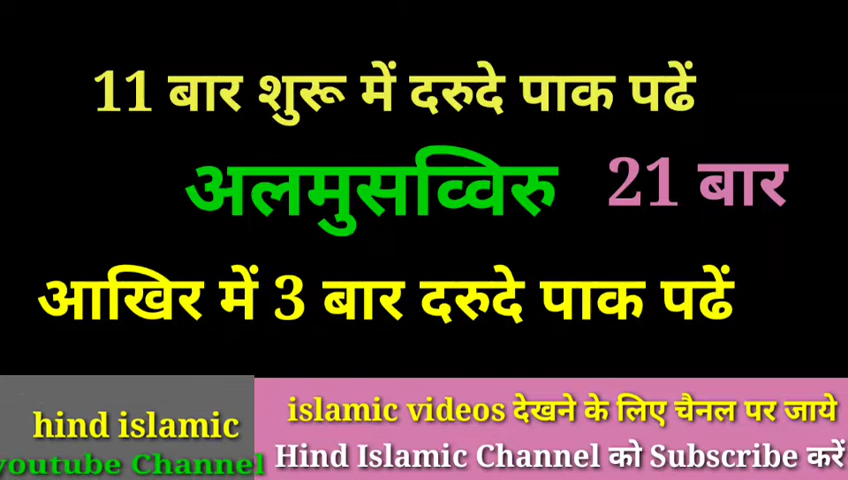 11 बार शुरू में दरुदे पाक पढें
अलमुसव्विरु 21 बार
आखिर में 3 बार दरुदे पाक पढें
hind islamic
youtube Channel
islamic videos देखने के लिए चैनल पर जाये
Hind Islamic Channel को Subscribe करें